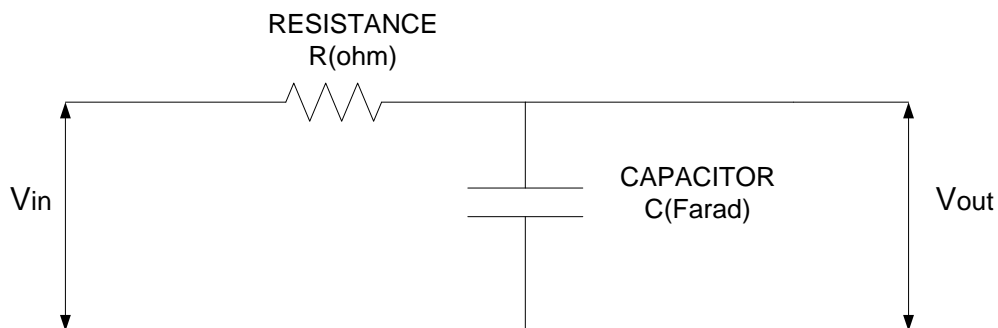 RESISTANCE
R(ohm)
CAPACITOR
C(Farad)
Vin
Vout